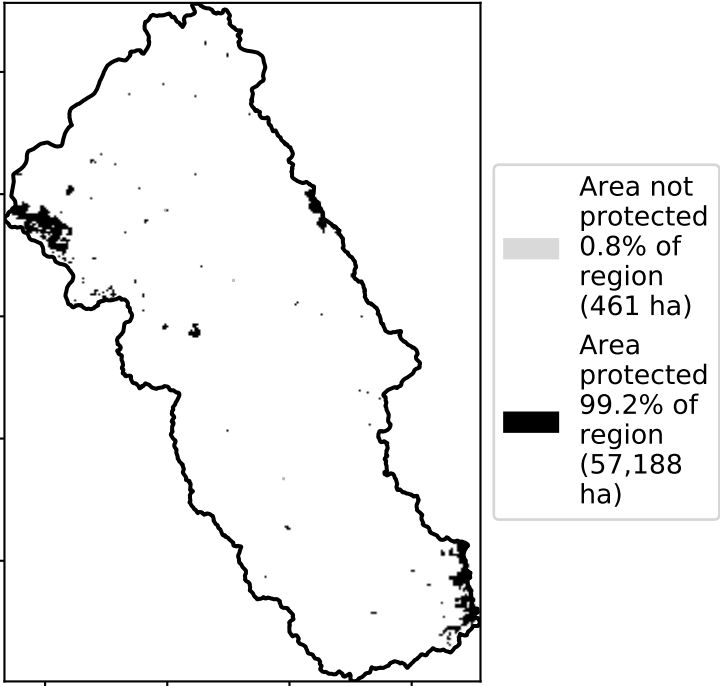 Area not
protected
0.8% of
region
(461 ha)
Area
protected
99.2% of
region
(57,188
ha)